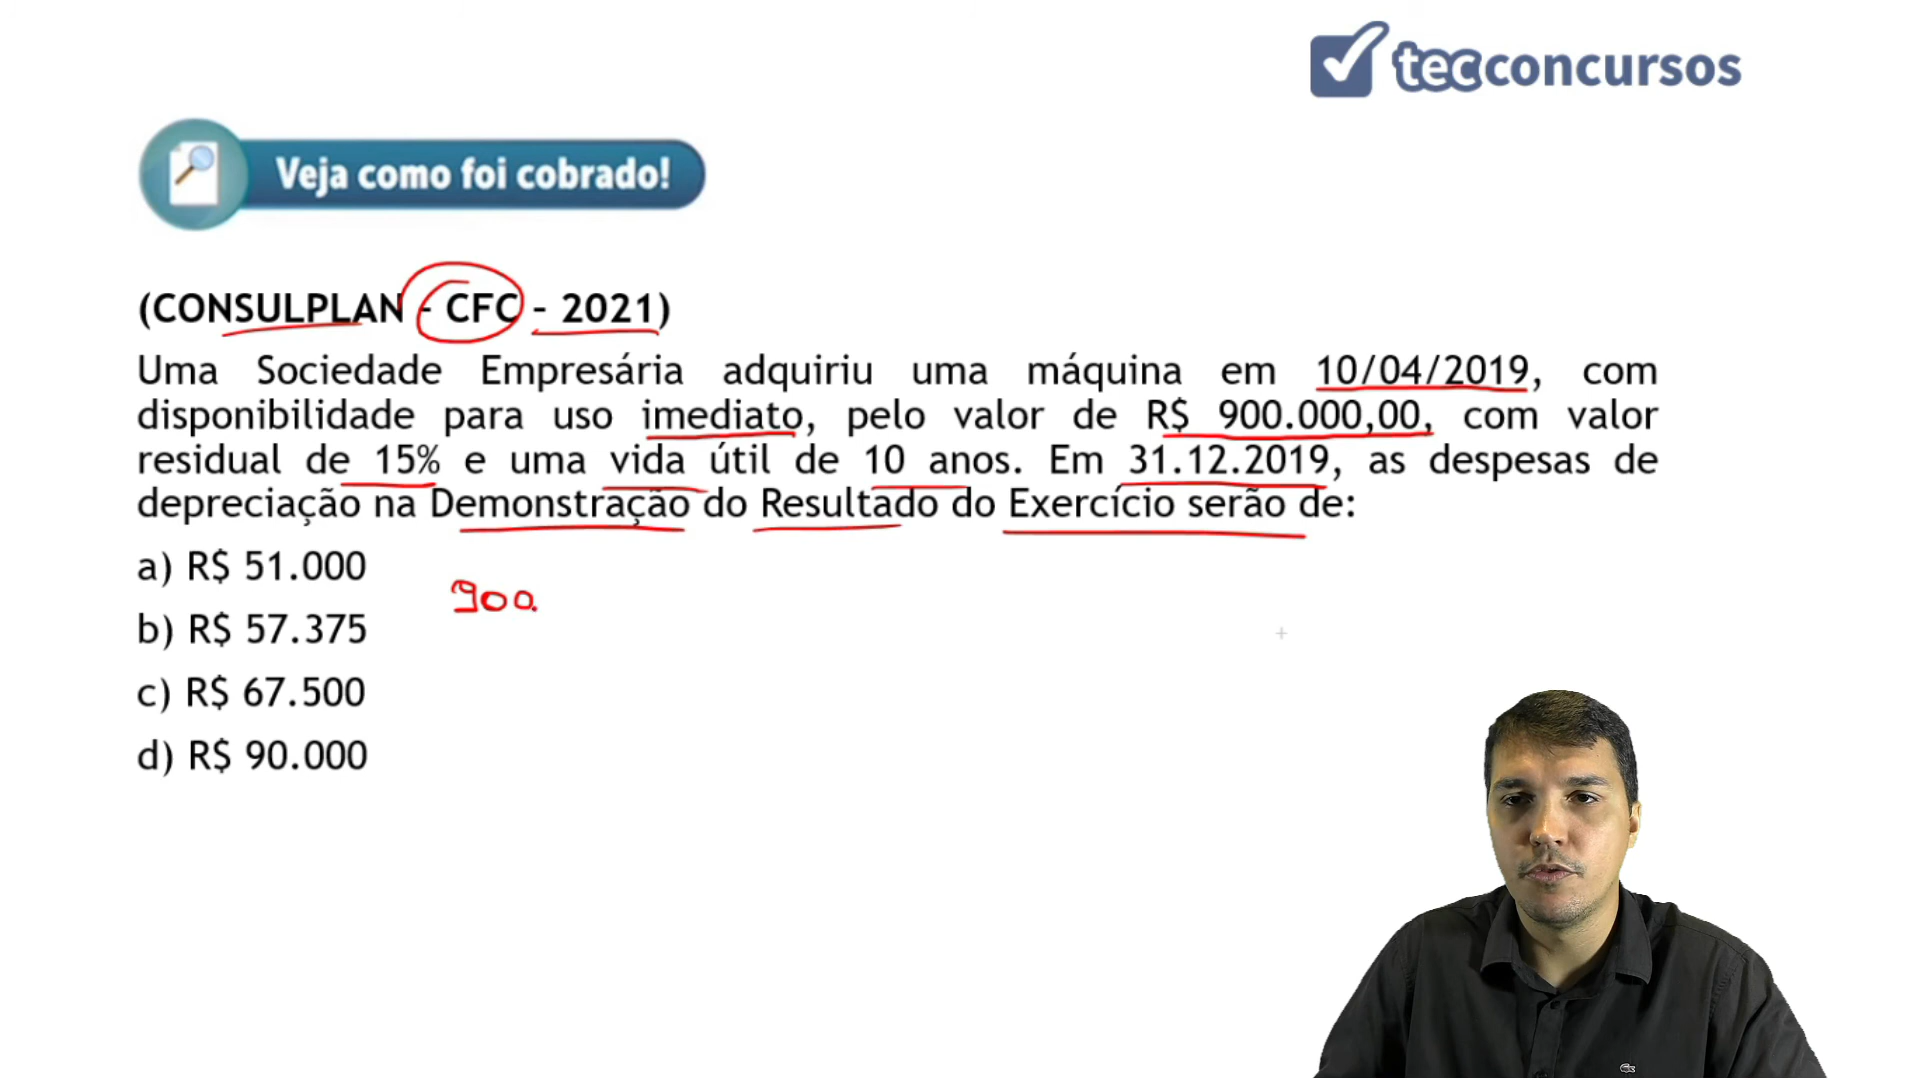 tecconcursos
Veja como foi cobrado!
(CONSULPLAN - CFC - 2021)
Uma Sociedade Empresária adquiriu uma máquina em 10/04/2019, com
disponibilidade para uso imediato, pelo valor de R$ 900.000,00, com valor
residual de 15% e uma vida útil de 10 anos. Em 31.12.2019, as despesas de
depreciação na Demonstração do Resultado do Exercício serão de:
a) R$ 51.000
900.
b) R$ 57.375
c) R$ 67.500
d) R$ 90.000